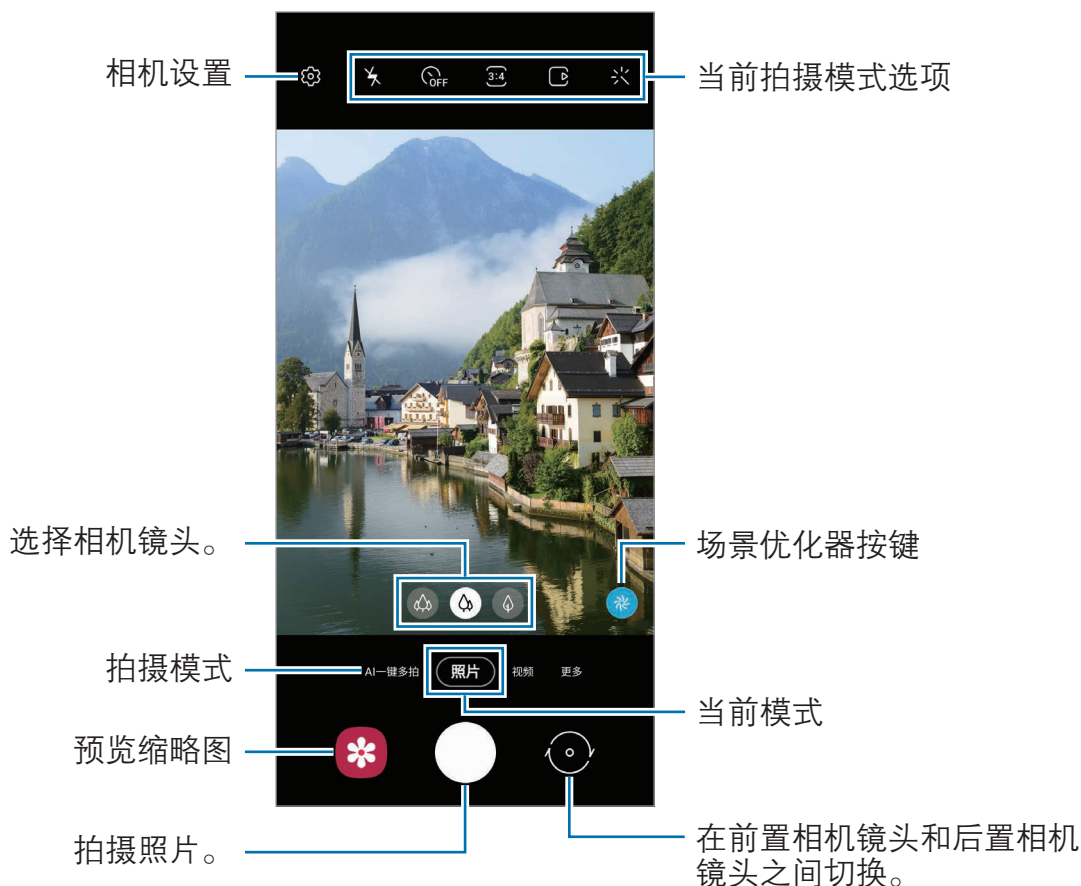 相机设置
OFF
3:4
当前拍摄模式选项
选择相机镜头。
场景优化器按键
拍摄模式
AI一键多拍
照片
视频
更多
当前模式
预览缩略图
拍摄照片。
在前置相机镜头和后置相机
镜头之间切换。